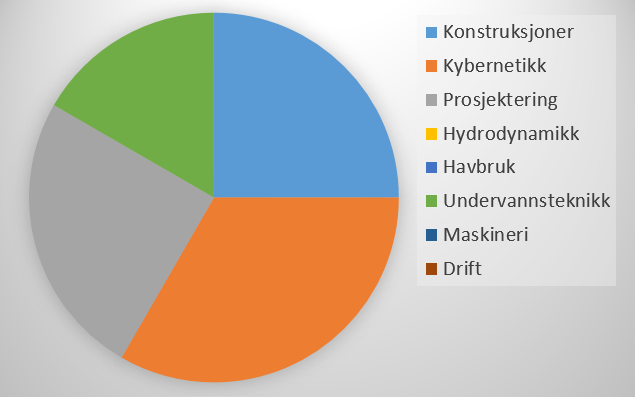 Konstruksjoner
Kybernetikk
Prosjektering
Hydrodynamikk
Havbruk
Undervannsteknikk
Maskineri
Drift